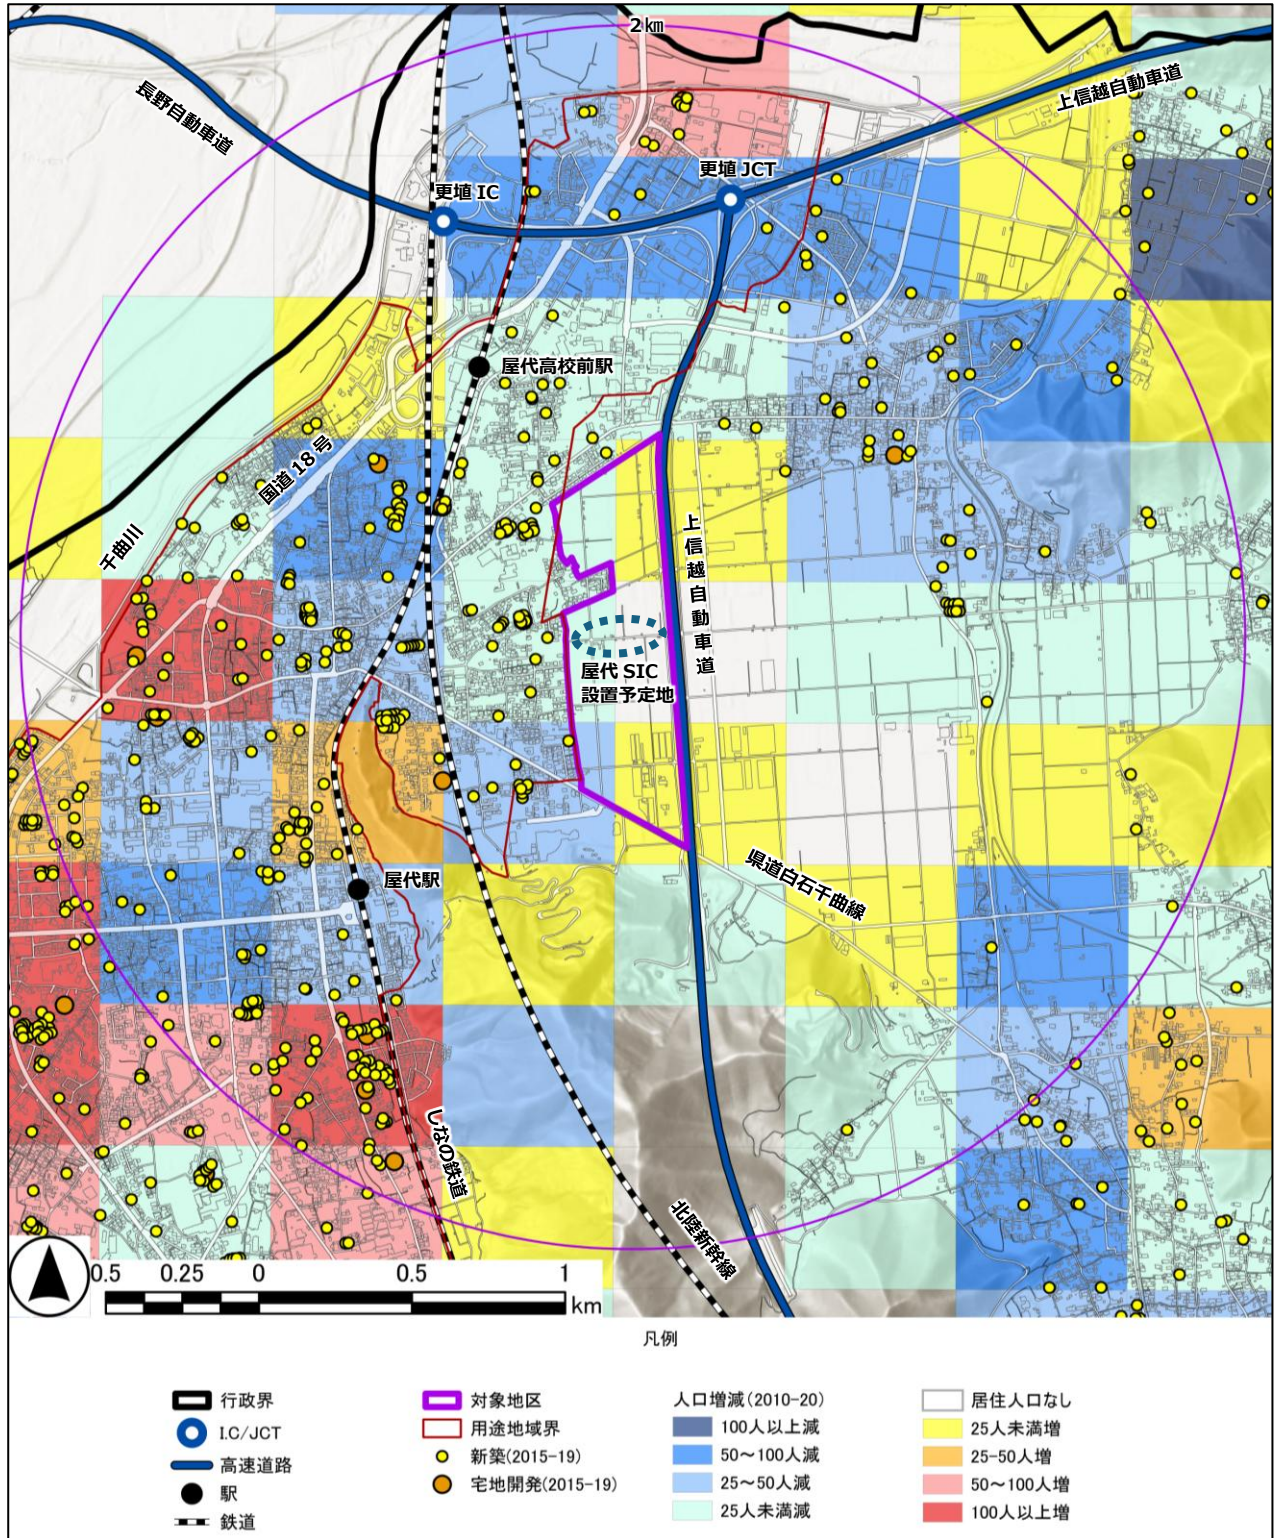 2㎞
長野自動車道
上信越自動車道
更埴 IC
更埴 JCT
屋代高校前駅
国道 18 号
千曲川
上信越自動車道
屋代 SIC
設置予定地
県道白石千曲線
屋代駅
しなの鉄道
北陸新幹線
0.5 0.25 0 0.5 1
km
凡例
行政界
I.C/JCT
高速道路
駅
鉄道
対象地区
用途地域界
新築(2015-19)
宅地開発(2015-19)
人口増減(2010-20)
100人以上減
50～100人減
25～50人減
25人未満減
居住人口なし
25人未満増
25-50人増
50～100人増
100人以上増